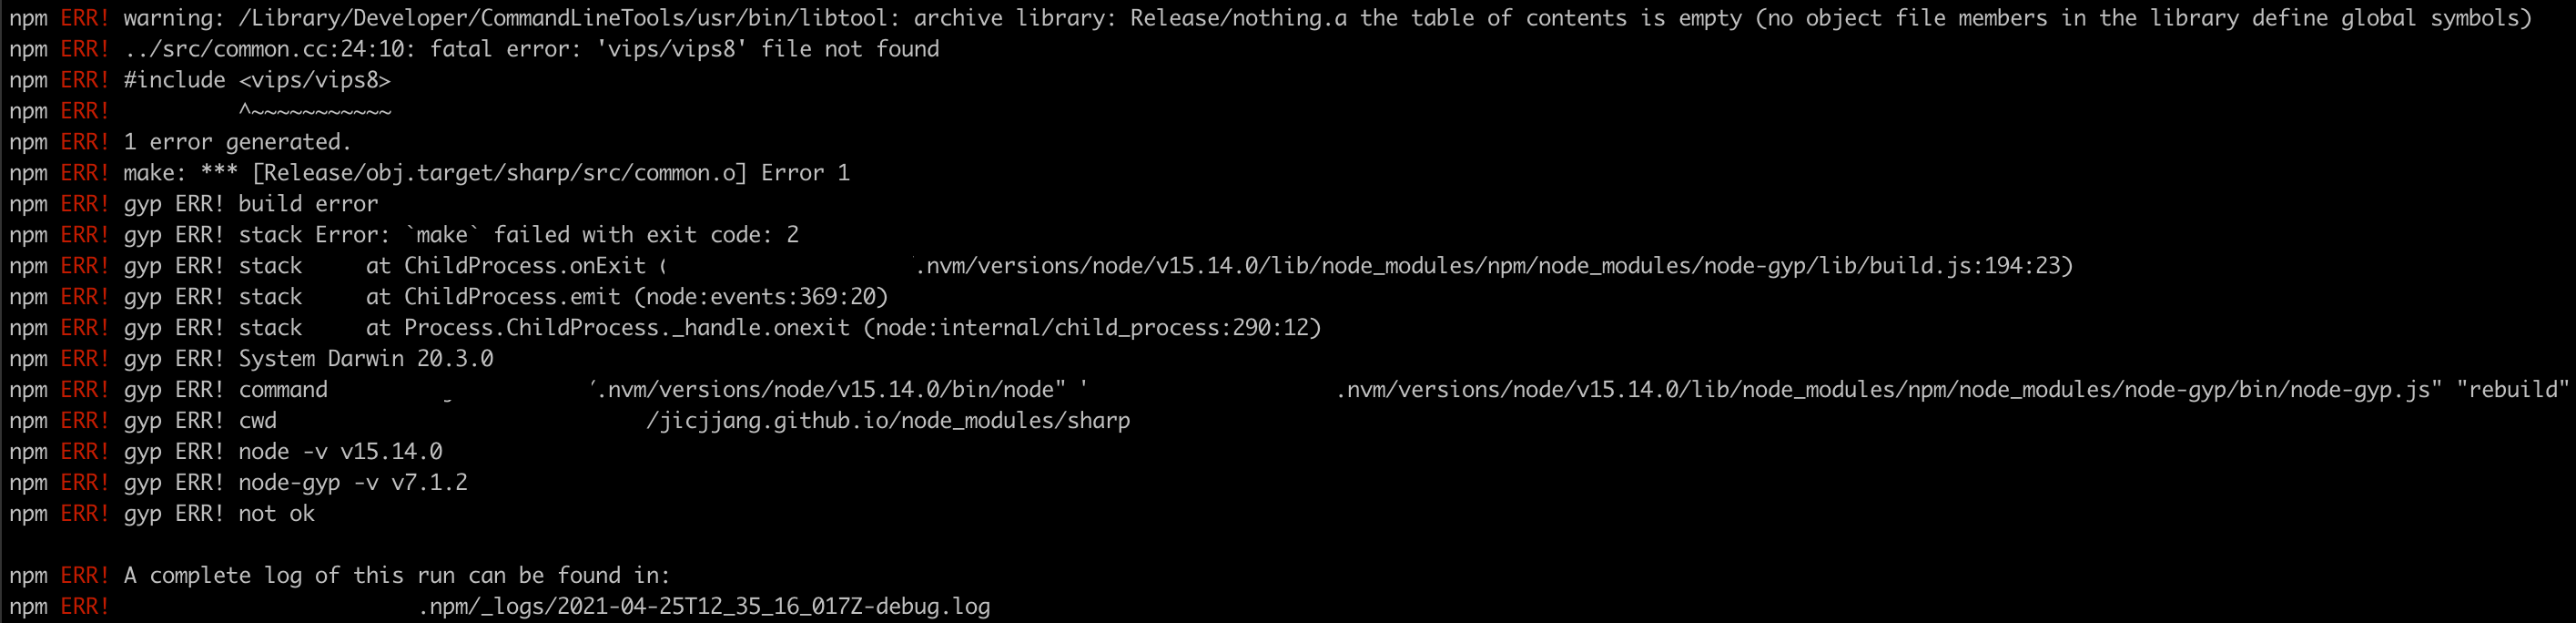 npm ERR! warning: /Library/Developer/CommandLineTools/usr/bin/libtool: archive library: Release/nothing.a the table of contents is empty (no object file members in the library define global symbols)
npm ERR! ../src/common.cc:24:10: fatal error: 'vips/vips8' file not found
npm ERR! #include <vips/vips8>
npm ERR!          ^~~~~~~~~~~~
npm ERR! 1 error generated.
npm ERR! make: *** [Release/obj.target/sharp/src/common.o] Error 1
npm ERR! gyp ERR! build error
npm ERR! gyp ERR! stack Error: `make` failed with exit code: 2
npm ERR! gyp ERR! stack     at ChildProcess.onExit (.nvm/versions/node/v15.14.0/lib/node_modules/npm/node_modules/node-gyp/lib/build.js:194:23)
npm ERR! gyp ERR! stack     at ChildProcess.emit (node:events:369:20)
npm ERR! gyp ERR! stack     at Process.ChildProcess._handle.onexit (node:internal/child_process:290:12)
npm ERR! gyp ERR! System Darwin 20.3.0
npm ERR! gyp ERR! command .nvm/versions/node/v15.14.0/bin/node" .nvm/versions/node/v15.14.0/lib/node_modules/npm/node_modules/node-gyp/bin/node-gyp.js" "rebuild"
npm ERR! gyp ERR! cwd /jicjjang.github.io/node_modules/sharp
npm ERR! gyp ERR! node -v v15.14.0
npm ERR! gyp ERR! node-gyp -v v7.1.2
npm ERR! gyp ERR! not ok
npm ERR! A complete log of this run can be found in:
npm ERR! .npm/_logs/2021-04-25T12_35_16_017Z-debug.log